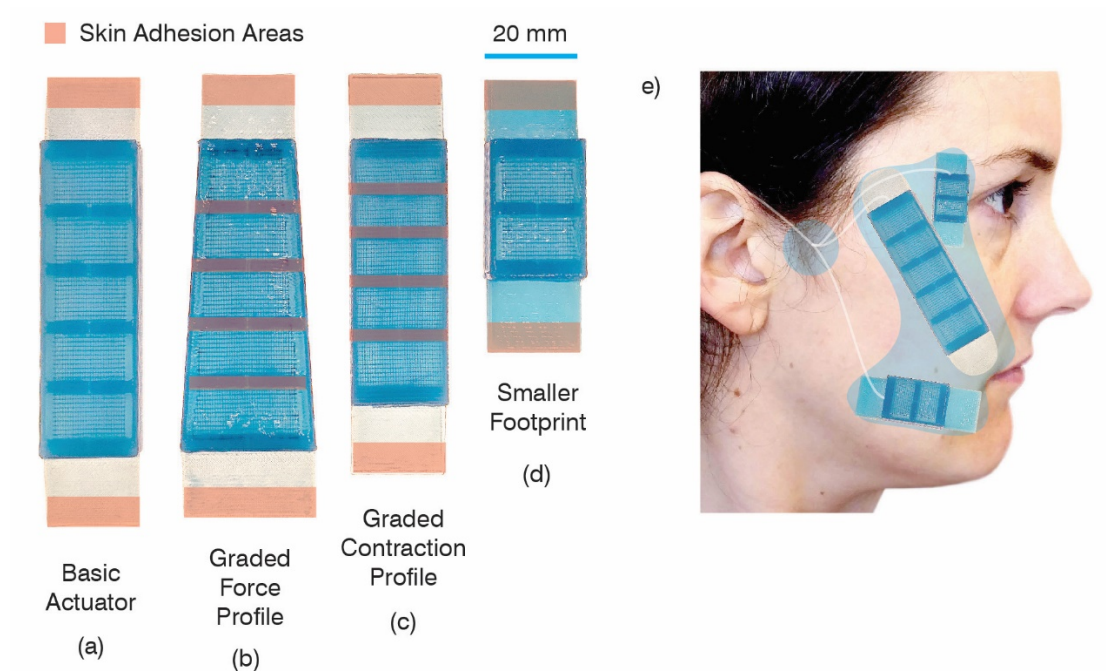 Skin Adhesion Areas
20 mm
e)
Basic
Actuator
(a)
Graded
Force
Profile
(b)
Graded
Contraction
Profile
(c)
Smaller
Footprint
(d)